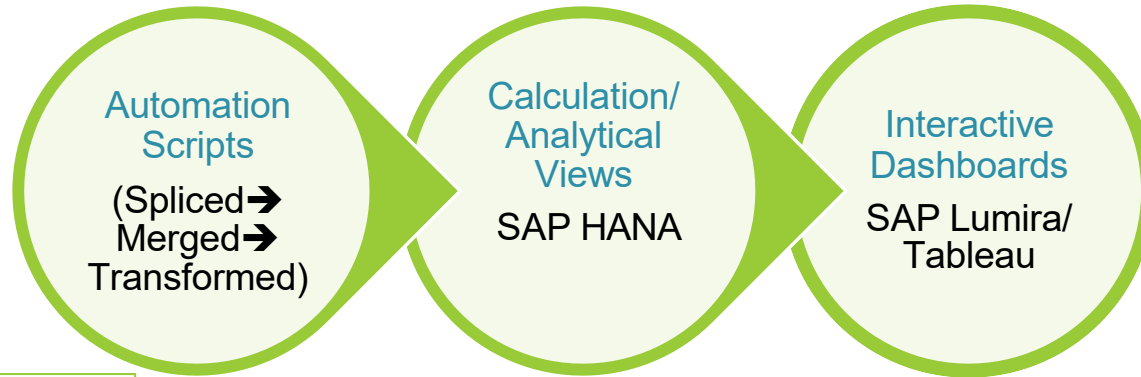 Automation
Scripts
(Spliced➔
Merged➔
Transformed)
Calculation/
Analytical
Views
SAP HANA
Interactive
Dashboards
SAP Lumira/
Tableau